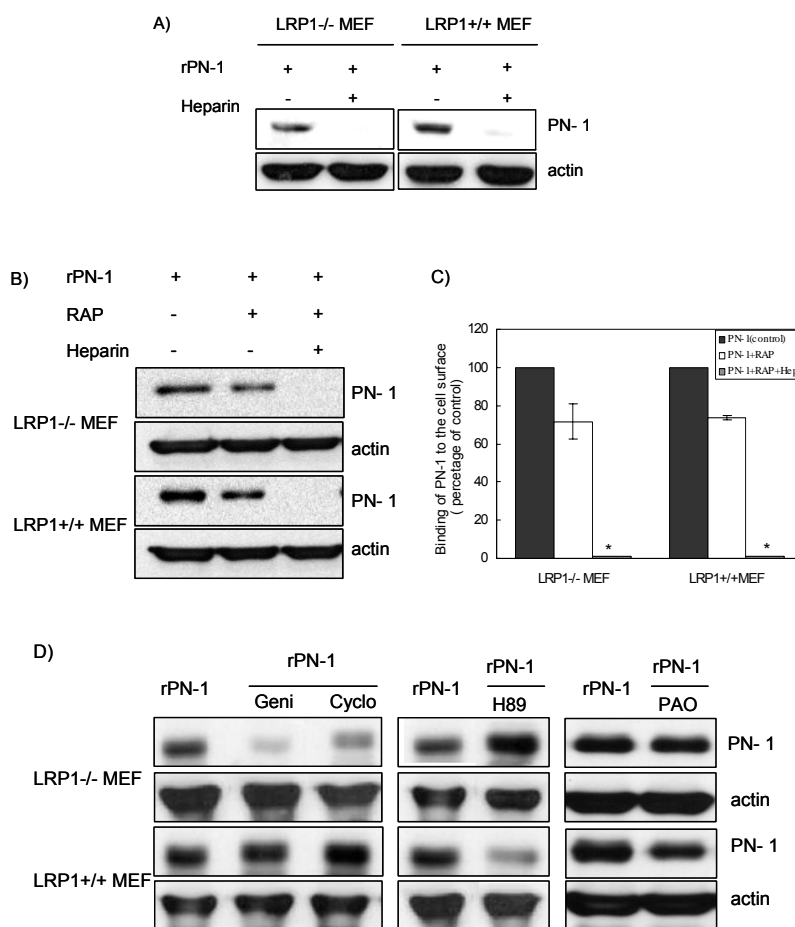 A)
LRP1-/- MEF LRP1+/+ MEF
rPN-1 + + + +
Heparin - + - +
PN- 1
actin
B)
rPN-1 + + +
RAP - + +
Heparin - - +
LRP1-/- MEF
PN- 1
actin
LRP1+/+ MEF
PN- 1
actin
C)
120
100
80
60
40
20
0
Binding of PN-1 to the cell surface
( percetage of control)
PN-1(control)
PN-1+RAP
PN-1+RAP+Hep
* *
LRP1-/- MEF LRP1+/+MEF
D)
rPN-1 rPN-1 rPN-1 rPN-1 rPN-1 rPN-1
Geni Cyclo H89 PAO
LRP1-/- MEF
PN- 1
actin
LRP1+/+ MEF
PN- 1
actin